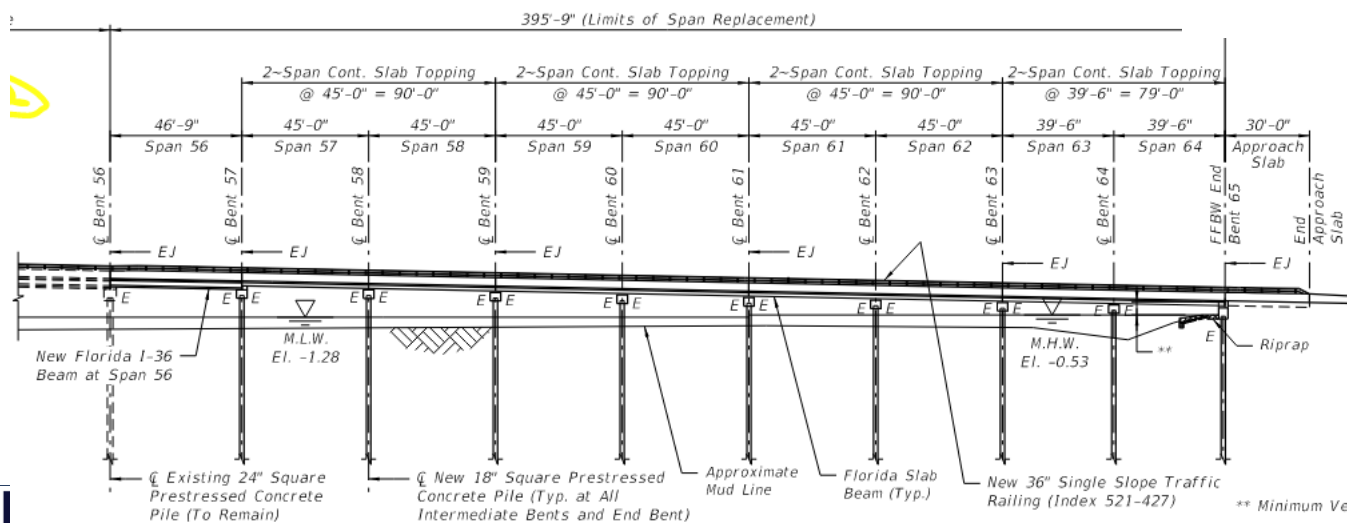 395'-9" (Limits of Span Replacement)
2~Span Cont. Slab Topping
@ 45'-0" = 90'-0"
2~Span Cont. Slab Topping
@ 45'-0" = 90'-0"
2~Span Cont. Slab Topping
@ 45'-0" = 90'-0"
2~Span Cont. Slab Topping
@ 39'-6" = 79'-0"
46'-9"
Span 56
45'-0"
Span 57
45'-0"
Span 58
45'-0"
Span 59
45'-0"
Span 60
45'-0"
Span 61
45'-0"
Span 62
39'-6"
Span 63
39'-6"
Span 64
30'-0"
Approach
Slab
℄ Bent 56
℄ Bent 57
℄ Bent 58
℄ Bent 59
℄ Bent 60
℄ Bent 61
℄ Bent 62
℄ Bent 63
℄ Bent 64
FFBW End
Bent 65
End
Approach
Slab
EJ
EJ
EJ
EJ
EJ
EJ
E
E E
E E
E E
E E
E E
E E
E E
E E
E
M.L.W.
El. -1.28
M.H.W.
El. -0.53
**
Riprap
New Florida I-36
Beam at Span 56
℄ Existing 24" Square
Prestressed Concrete
Pile (To Remain)
℄ New 18" Square Prestressed
Concrete Pile (Typ. at All
Intermediate Bents and End Bent)
Approximate
Mud Line
Florida Slab
Beam (Typ.)
New 36" Single Slope Traffic
Railing (Index 521-427)
** Minimum Ve